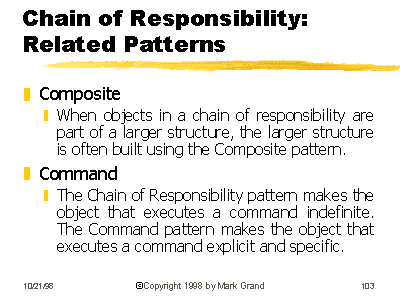 Chain of Responsibility:
Related Patterns
Composite
When objects in a chain of responsibility are
part of a larger structure, the larger structure
is often built using the Composite pattern.
Command
The Chain of Responsibility pattern makes the
object that executes a command indefinite.
The Command pattern makes the object that
executes a command explicit and specific.
10/21/98 ©Copyright 1998 by Mark Grand 103